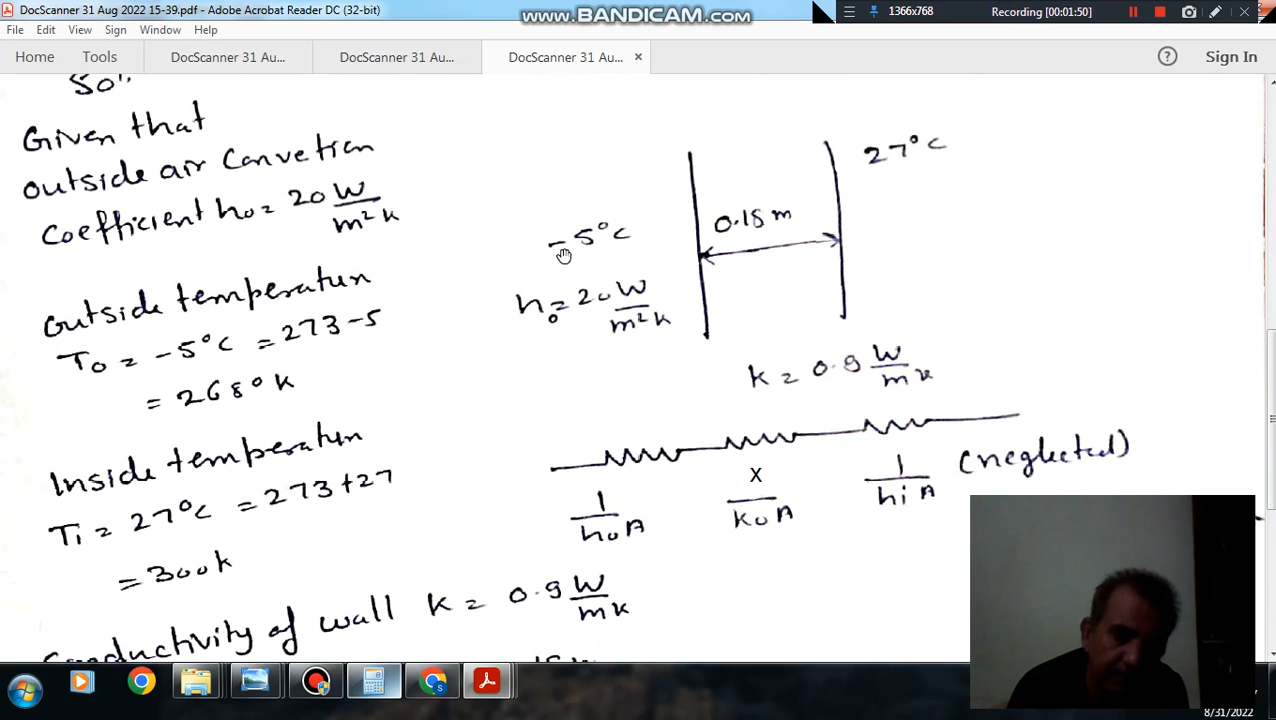 DocScanner 31 Aug 2022 15-39.pdf - Adobe Acrobat Reader DC (32-bit)
www.BANDICAM.com
1366x768
Recording [00:01:50]
File Edit View Sign Window Help
Home Tools DocScanner 31 Au... DocScanner 31 Au... DocScanner 31 Au... × Sign In
50%
Given that
outside air Convetion
Coefficient ho = 20 W/m²k
outside temperatun
To = -5°C = 273-5
= 268°k
Inside temperatun
Ti = 27°C = 273+27
= 300k
Conductivity of wall k = 0.9 W/mk
27°C
0.15 m
-5°C
ho = 20 W/m²k
k = 0.9 W/mk
1/hoA X/koA 1/hiA (neglected)
8/31/2022